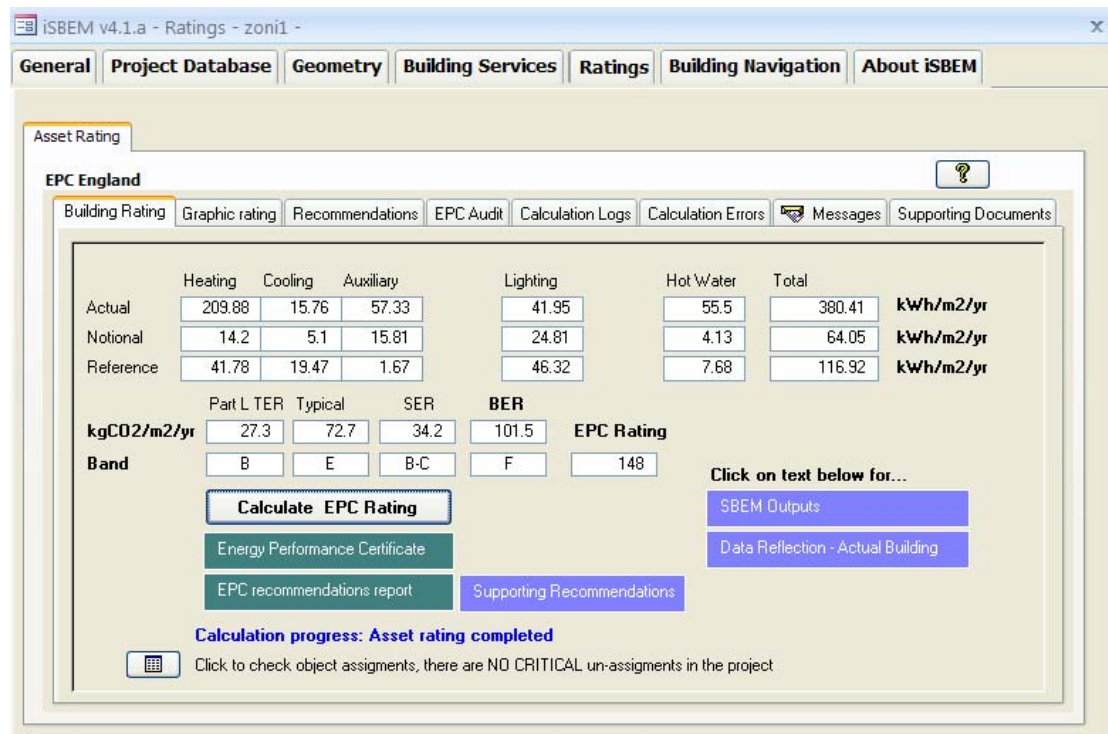 iSBEM v4.1.a - Ratings - zoni1 -
x
General Project Database Geometry Building Services Ratings Building Navigation About iSBEM
Asset Rating
EPC England
?
Building Rating Graphic rating Recommendations EPC Audit Calculation Logs Calculation Errors Messages Supporting Documents
Heating Cooling Auxiliary Lighting Hot Water Total
Actual 209.88 15.76 57.33 41.95 55.5 380.41 kWh/m2/yr
Notional 14.2 5.1 15.81 24.81 4.13 64.05 kWh/m2/yr
Reference 41.78 19.47 1.67 46.32 7.68 116.92 kWh/m2/yr
Part L TER Typical SER BER
kgCO2/m2/yr 27.3 72.7 34.2 101.5 EPC Rating
Band B E B-C F 148
Click on text below for...
Calculate EPC Rating SBEM Outputs
Energy Performance Certificate Data Reflection - Actual Building
EPC recommendations report Supporting Recommendations
Calculation progress: Asset rating completed
Click to check object assigments, there are NO CRITICAL un-assigments in the project